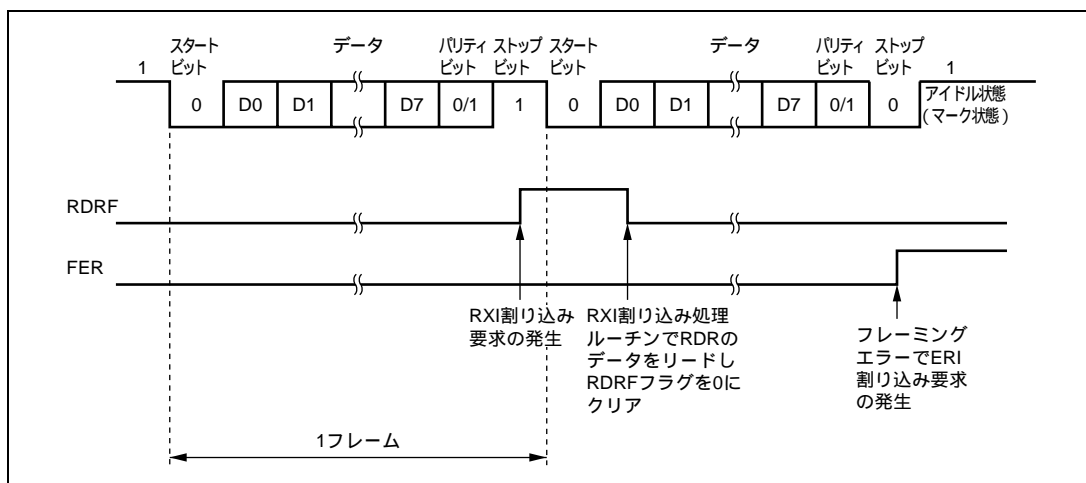 スタート データ パリティ ストップ スタート データ パリティ ストップ
1 ビット ビット ビット ビット ビット ビット 1
0 D0 D1 D7 0/1 1 0 D0 D1 D7 0/1 0 アイドル状態
(マーク状態)
RDRF
FER
RXI割り込み
要求の発生
RXI割り込み処理
ルーチンでRDRの
データをリードし
RDRFフラグを0に
クリア
フレーミング
エラーでERI
割り込み要求
の発生
1フレーム